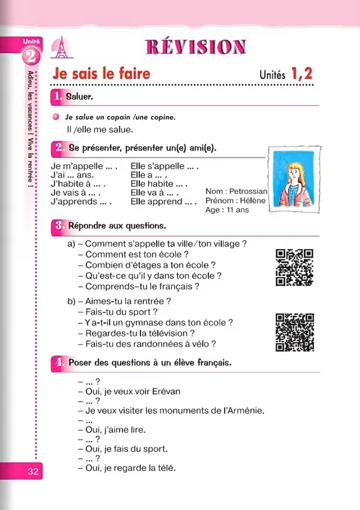 Unité
2
Adieu, les vacances ! Vive la rentrée !
RÉVISION
Je sais le faire
Unités 1,2
1. Saluer.
Je salue un copain /une copine.
Il /elle me salue.
2. Se présenter, présenter un(e) ami(e).
Je m'appelle ... .
Elle s'appelle ... .
J'ai ... ans.
Elle a ... .
J'habite à ... .
Elle habite ... .
Je vais à ... .
Elle va à ... .
J'apprends ... .
Elle apprend ... .
Nom : Petrossian
Prénom : Hélène
Age : 11 ans
3. Répondre aux questions.
a) – Comment s'appelle ta ville/ton village ?
– Comment est ton école ?
– Combien d'étages a ton école ?
– Qu'est-ce qu'il y dans ton école ?
– Comprends–tu le français ?
b) – Aimes-tu la rentrée ?
– Fais-tu du sport ?
– Y a-t-il un gymnase dans ton école ?
– Regardes-tu la télévision ?
– Fais-tu des randonnées à vélo ?
4. Poser des questions à un élève français.
– ... ?
– Oui, je veux voir Erévan
– ... ?
– Je veux visiter les monuments de l'Arménie.
– ...
– Oui, j'aime lire.
– ... ?
– Oui, je fais du sport.
– ... ?
– Oui, je regarde la télé.
32